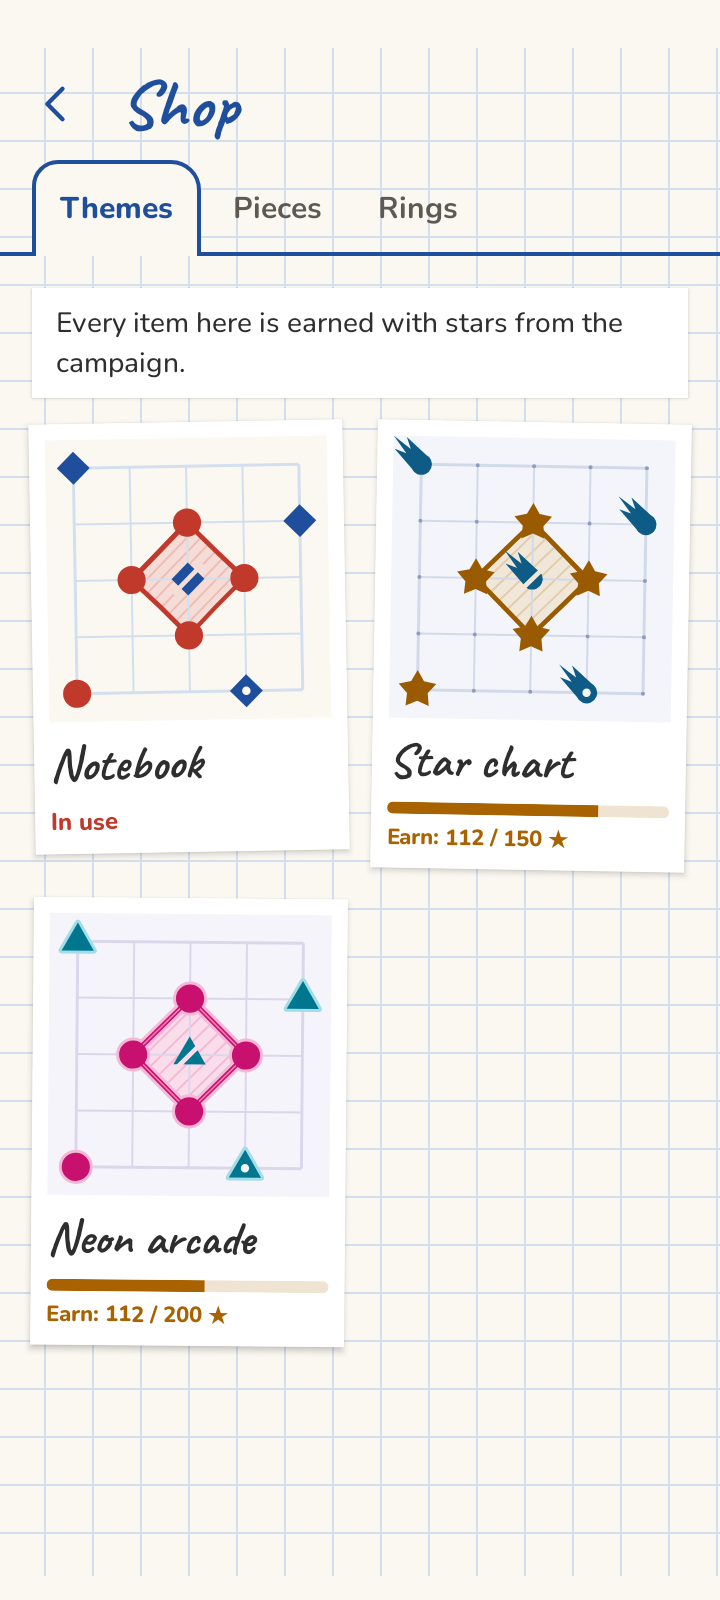 Shop
Themes Pieces Rings
Every item here is earned with stars from the
campaign.
Notebook
In use
Star chart
Earn: 112 / 150 ★
Neon arcade
Earn: 112 / 200 ★